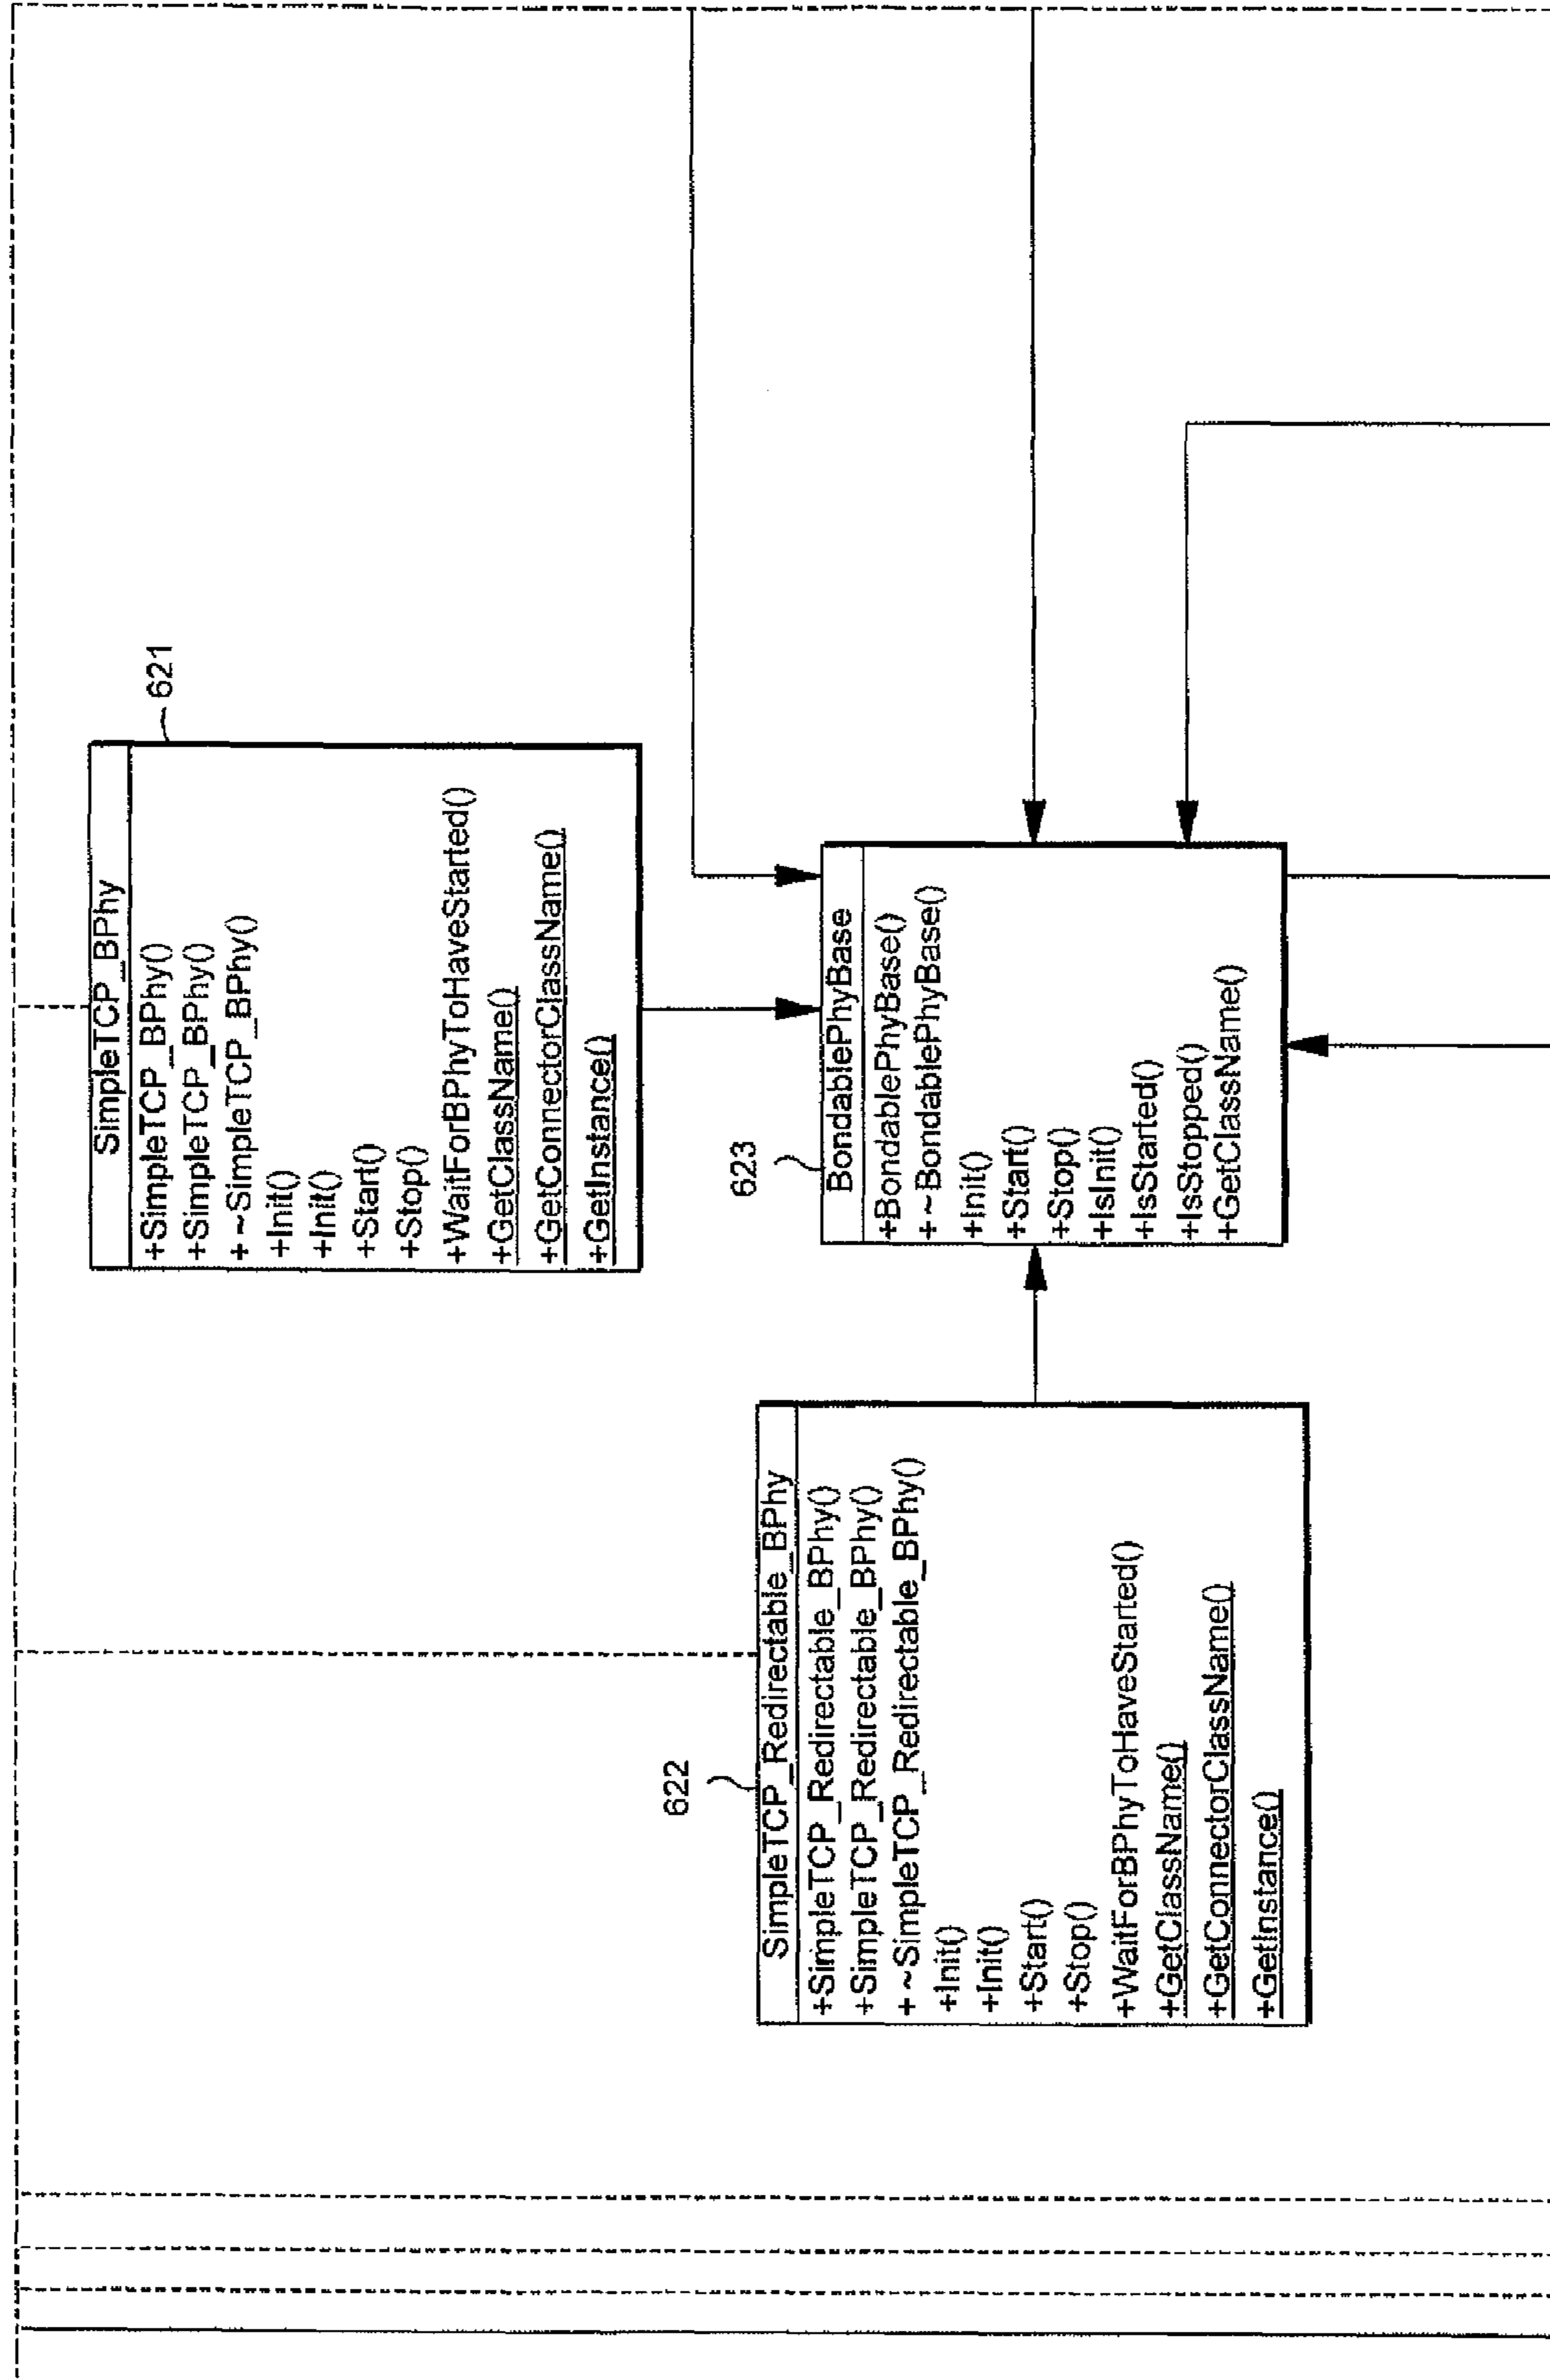 SimpleTCP_BPhy
+SimpleTCP_BPhy()
+SimpleTCP_BPhy()
+ ~SimpleTCP_BPhy()
+Init()
+Init()
+Start()
+Stop()
+WaitForBPhyToHaveStarted()
+GetClassName()
+GetConnectorClassName()
+GetInstance()
621
622
SimpleTCP_Redirectable_BPhy
+SimpleTCP_Redirectable_BPhy()
+SimpleTCP_Redirectable_BPhy()
+ ~SimpleTCP_Redirectable_BPhy()
+Init()
+Init()
+Start()
+Stop()
+WaitForBPhyToHaveStarted()
+GetClassName()
+GetConnectorClassName()
+GetInstance()
623
BondablePhyBase
+BondablePhyBase()
+ ~BondablePhyBase()
+Init()
+Start()
+Stop()
+IsInit()
+IsStarted()
+IsStopped()
+GetClassName()